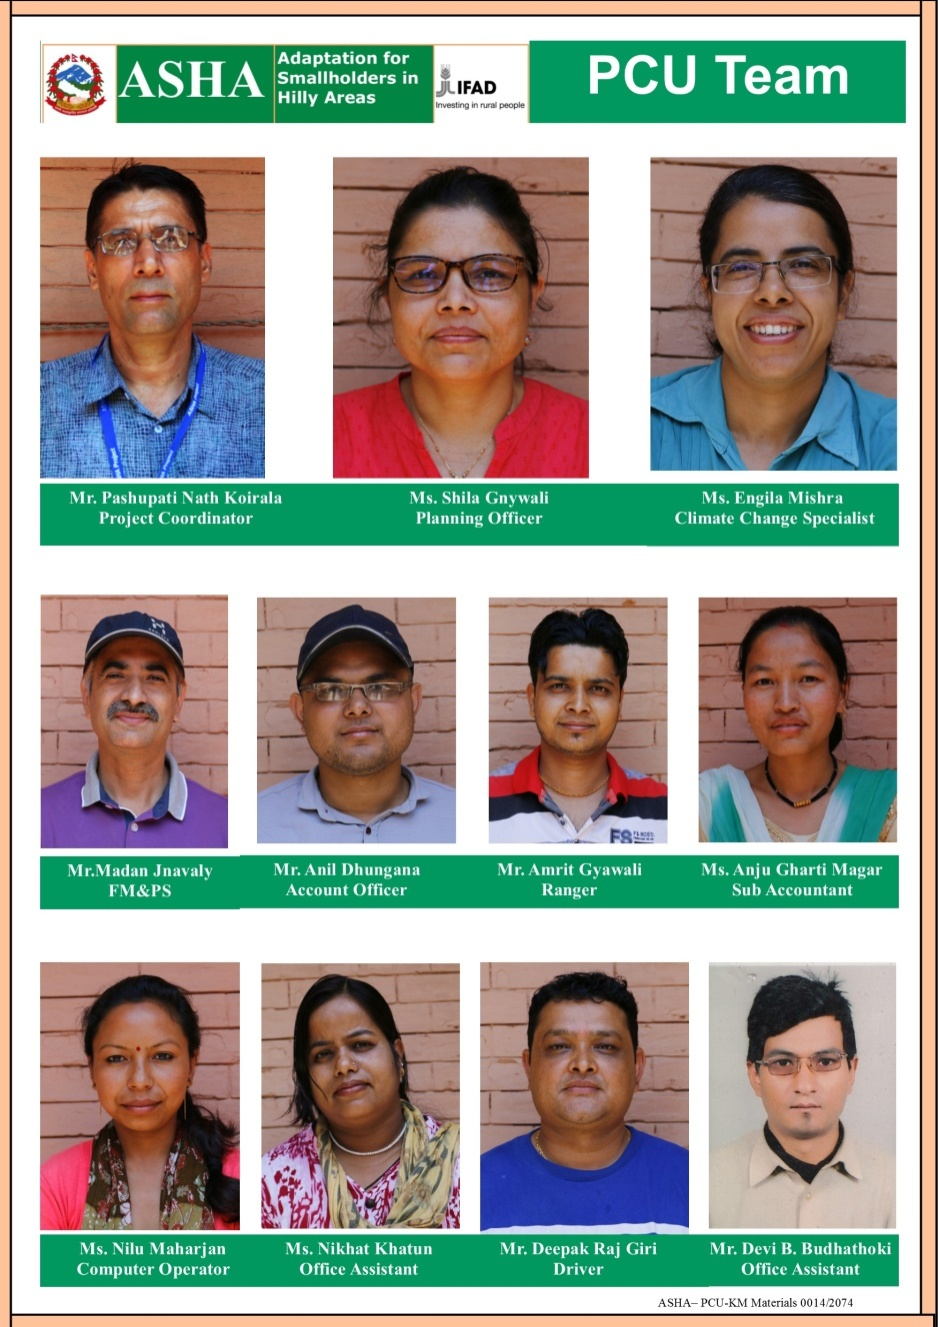 ASHA
Adaptation for
Smallholders in
Hilly Areas
IFAD
Investing in rural people
PCU Team
Mr. Pashupati Nath Koirala
Project Coordinator
Ms. Shila Gnywali
Planning Officer
Ms. Engila Mishra
Climate Change Specialist
Mr.Madan Jnavaly
FM&PS
Mr. Anil Dhungana
Account Officer
Mr. Amrit Gyawali
Ranger
FS
Ms. Anju Gharti Magar
Sub Accountant
Ms. Nilu Maharjan
Computer Operator
Ms. Nikhat Khatun
Office Assistant
Mr. Deepak Raj Giri
Driver
Mr. Devi B. Budhathoki
Office Assistant
ASHA– PCU-KM Materials 0014/2074